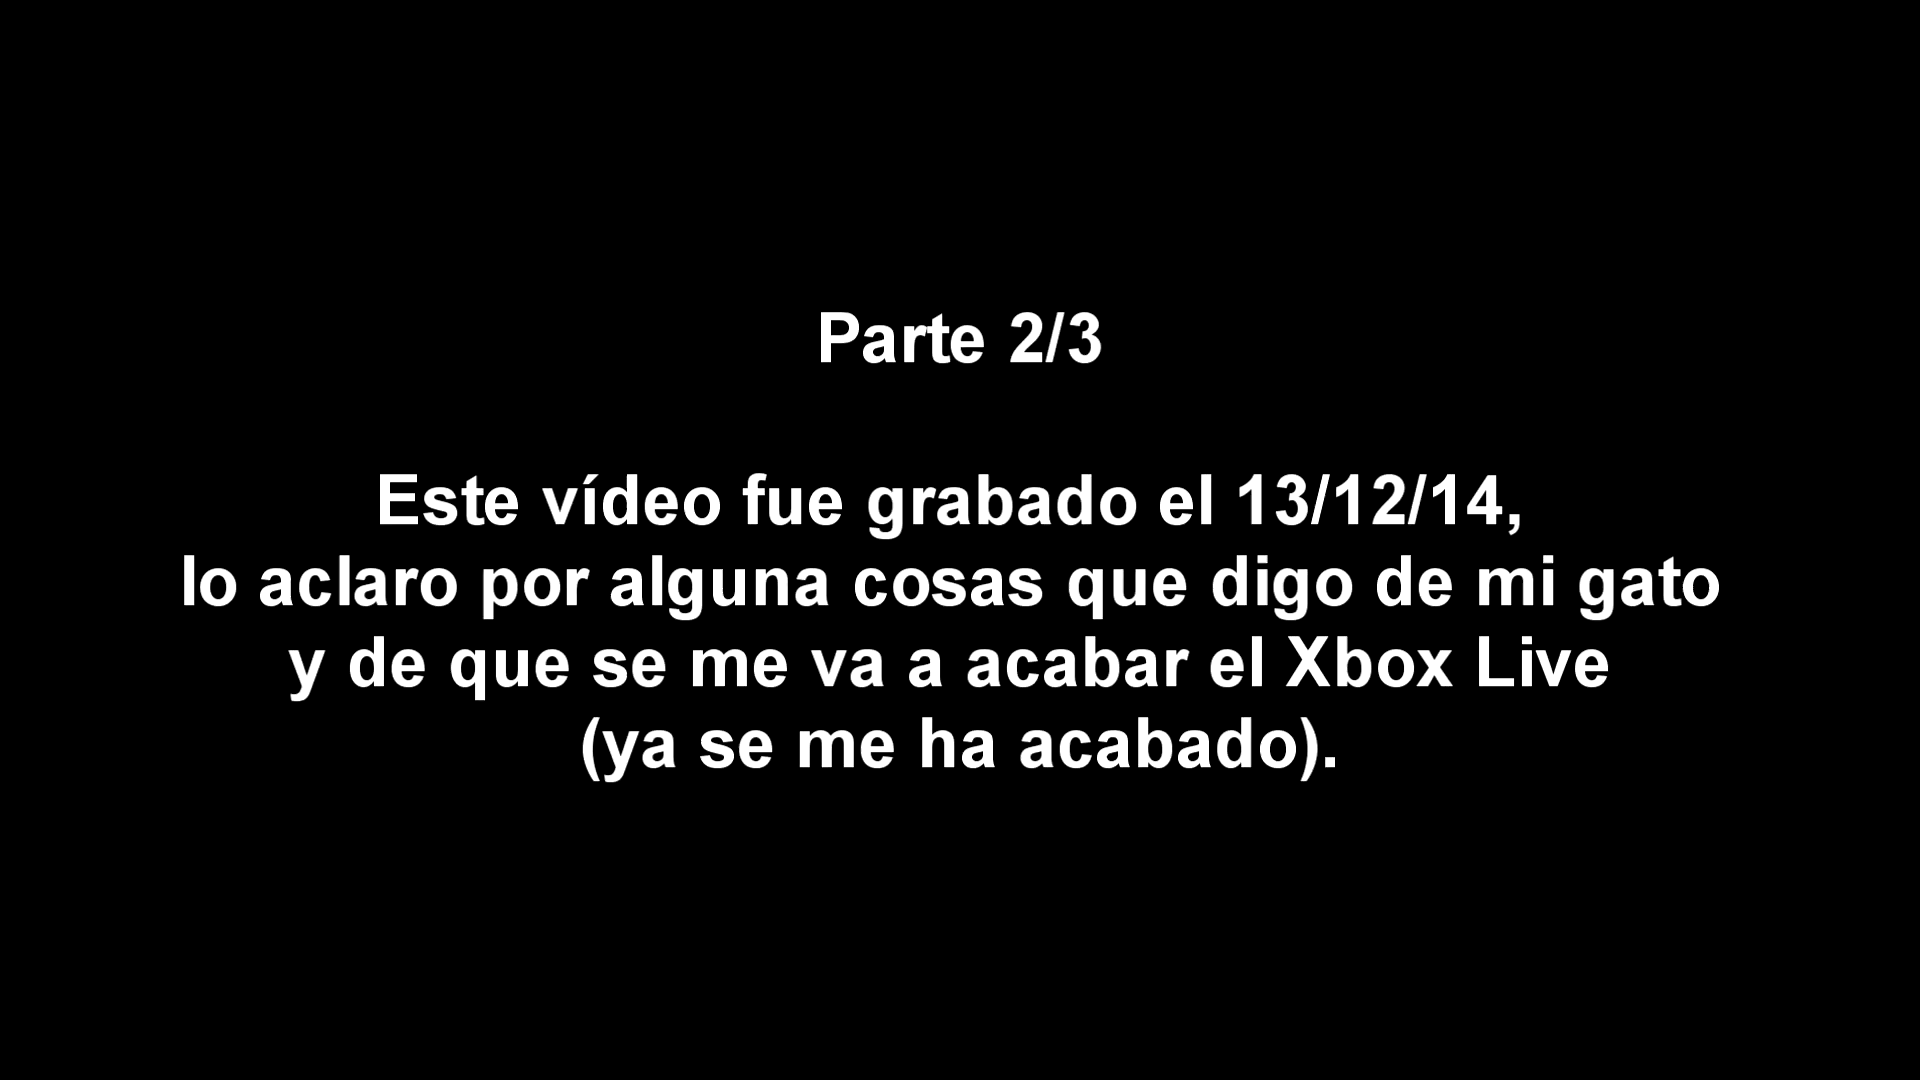 Parte 2/3
Este vídeo fue grabado el 13/12/14,
lo aclaro por alguna cosas que digo de mi gato
y de que se me va a acabar el Xbox Live
(ya se me ha acabado).